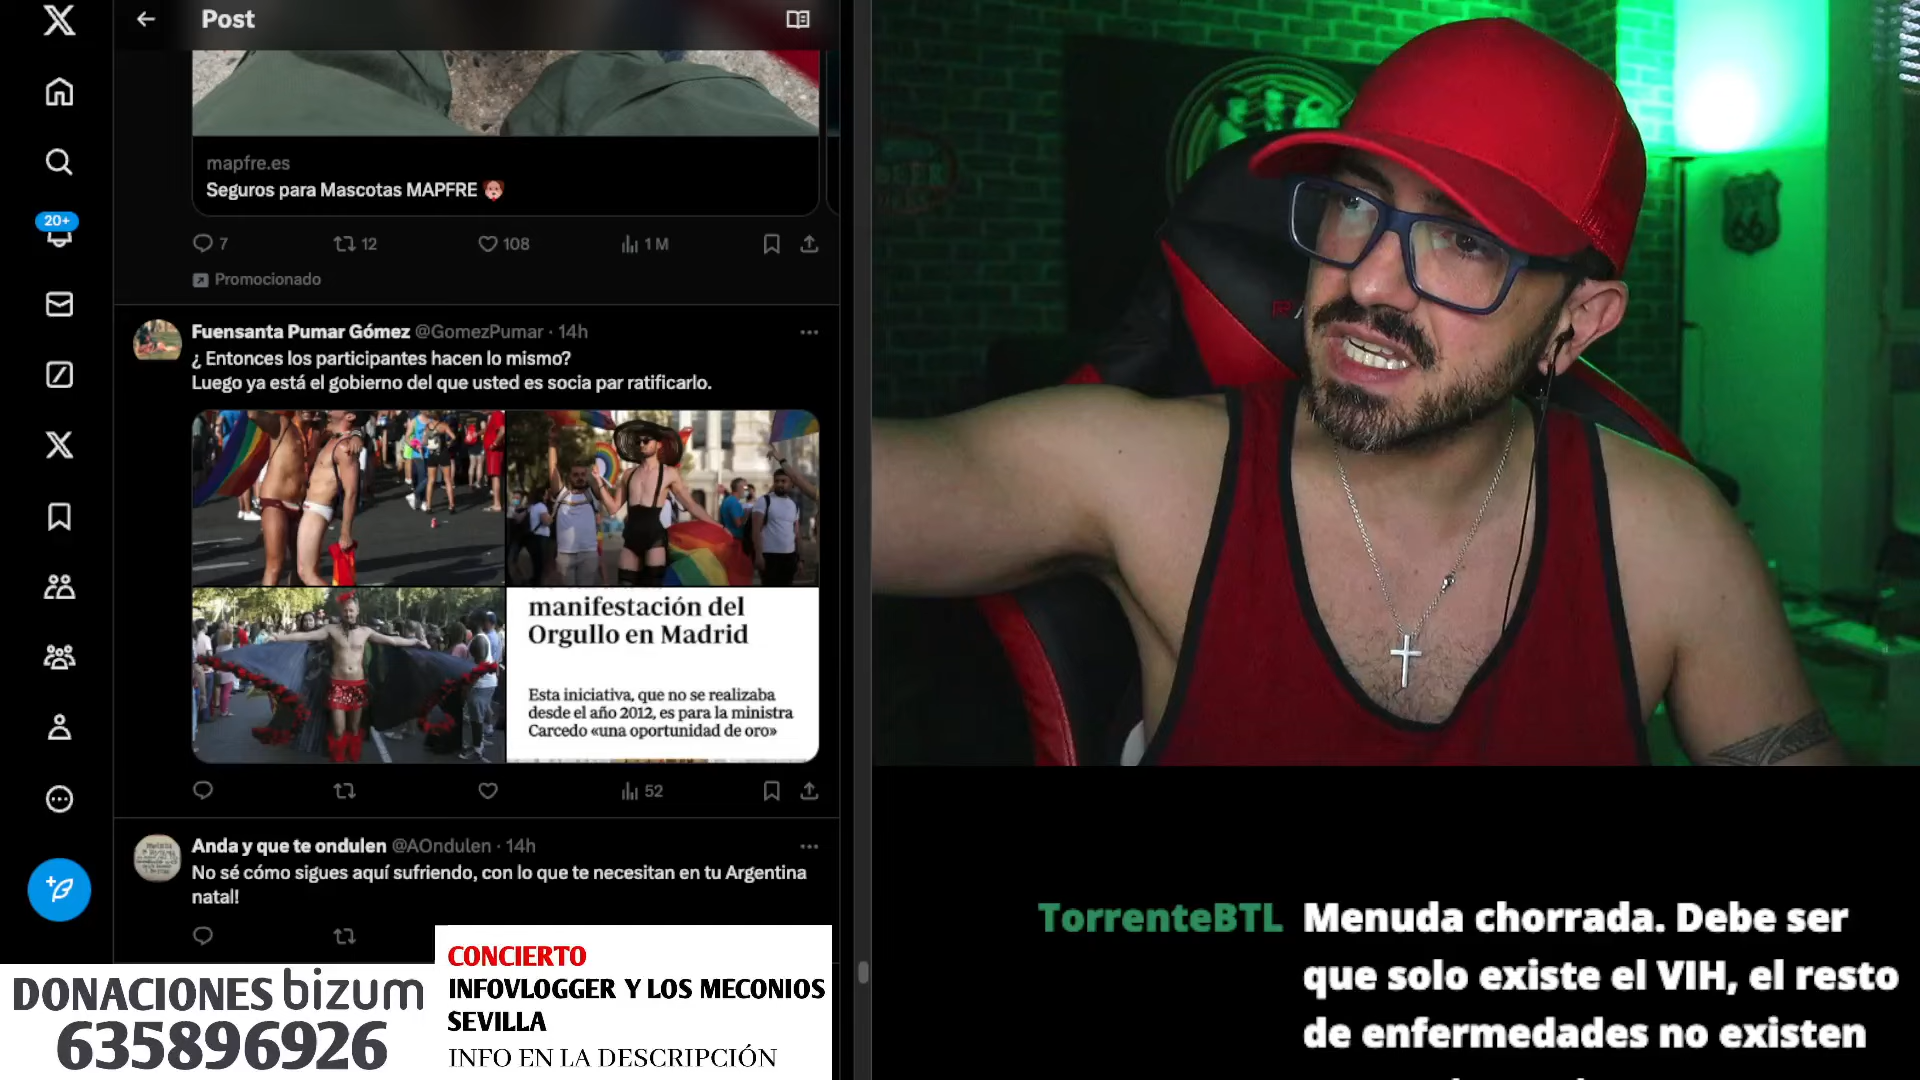 Post
mapfre.es
Seguros para Mascotas MAPFRE
20+
7
12
108
1 M
Promocionado
Fuensanta Pumar Gómez @GomezPumar · 14h
¿ Entonces los participantes hacen lo mismo?
Luego ya está el gobierno del que usted es socia par ratificarlo.
manifestación del
Orgullo en Madrid
Esta iniciativa, que no se realizaba
desde el año 2012, es para la ministra
Carcedo «una oportunidad de oro»
52
Anda y que te ondulen @AOndulen · 14h
No sé cómo sigues aquí sufriendo, con lo que te necesitan en tu Argentina
natal!
DONACIONES bizum
635896926
CONCIERTO
INFOVLOGGER Y LOS MECONIOS
SEVILLA
INFO EN LA DESCRIPCIÓN
66
TorrenteBTL Menuda chorrada. Debe ser
que solo existe el VIH, el resto
de enfermedades no existen